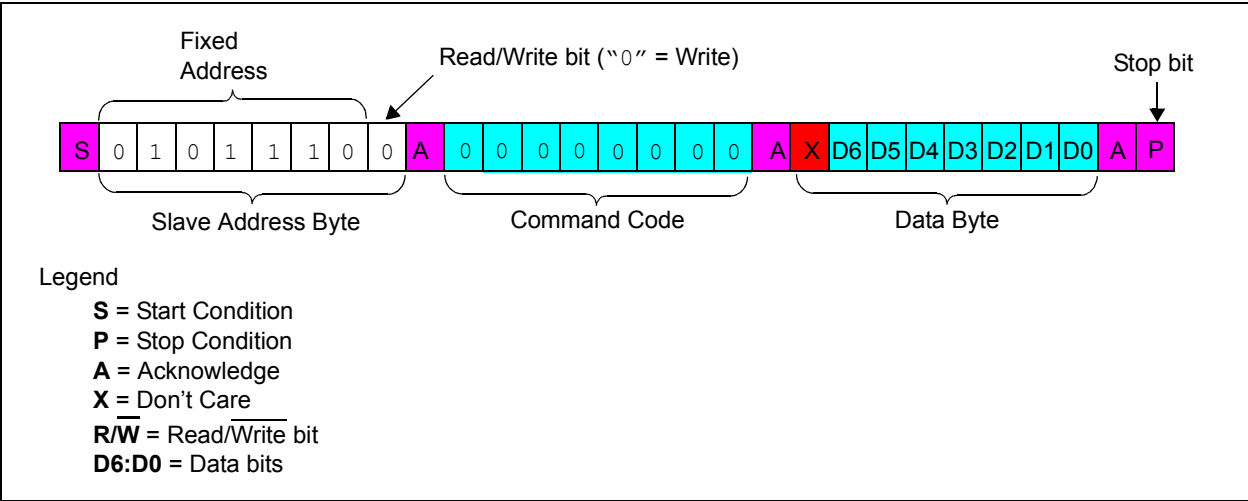 Fixed
Address
Read/Write bit ("0" = Write)
Stop bit
S 0 1 0 1 1 1 0 0 A 0 0 0 0 0 0 0 0 A X D6 D5 D4 D3 D2 D1 D0 A P
Slave Address Byte Command Code Data Byte
Legend
S = Start Condition
P = Stop Condition
A = Acknowledge
X = Don't Care
R/W̅ = Read/W̅r̅i̅t̅e̅ bit
D6:D0 = Data bits